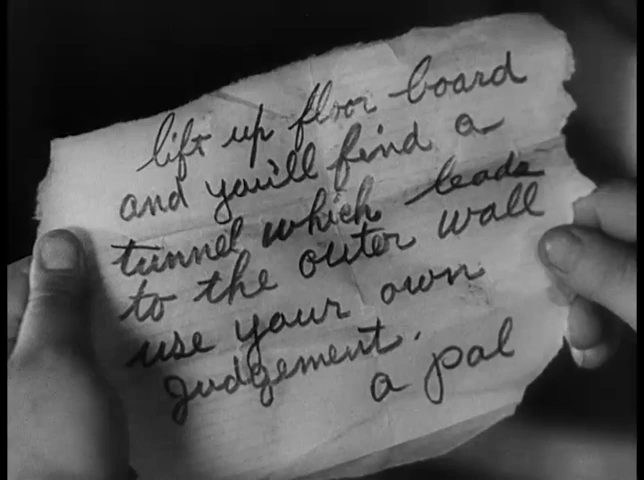 lift up floor board
and you'll find a
tunnel which leads
to the outer wall
use your own
judgement.
a pal